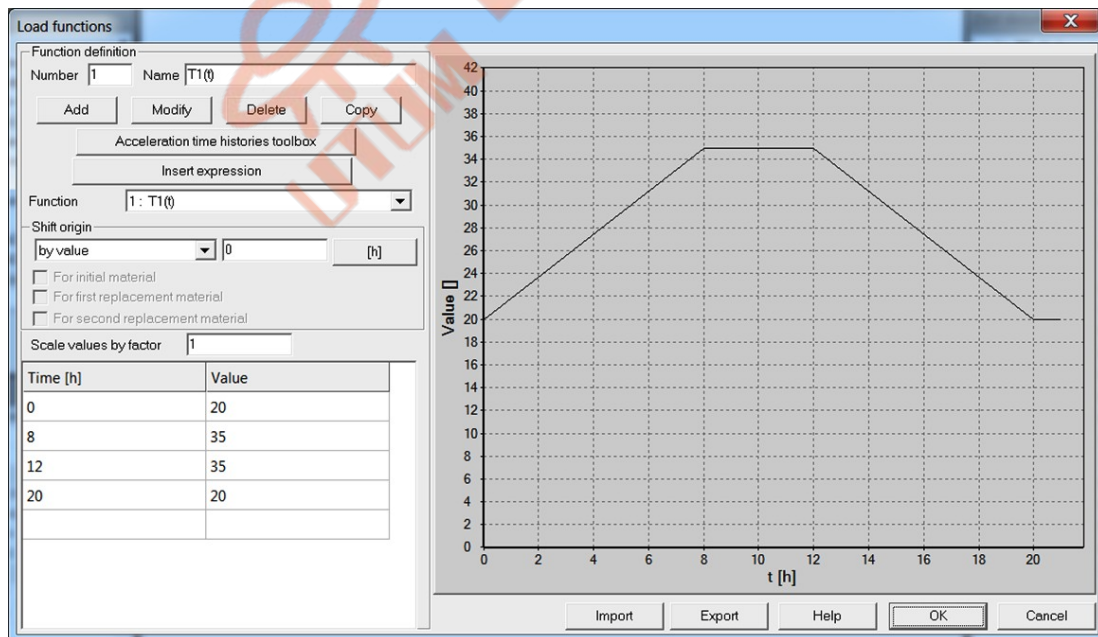 Load functions
X
Function definition
Number 1 Name T1(t)
Add Modify Delete Copy
Acceleration time histories toolbox
Insert expression
Function 1 : T1(t)
Shift origin
by value 0 [h]
For initial material
For first replacement material
For second replacement material
Scale values by factor 1
Time [h] Value
0 20
8 35
12 35
20 20
42
40
38
36
34
32
30
28
26
24
22
20
18
16
14
12
10
8
6
4
2
0
Value []
0 2 4 6 8 10 12 14 16 18 20
t [h]
Import Export Help OK Cancel
UTUM